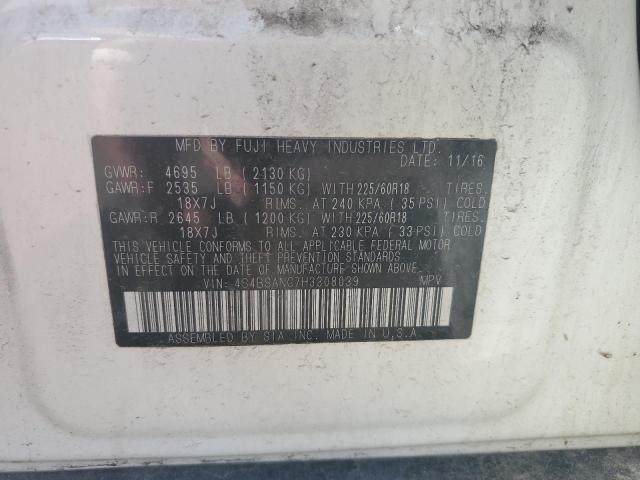 MFD. BY FUJI HEAVY INDUSTRIES LTD.
DATE: 11/16
GVWR: 4695 LB (2130 KG)
GAWR:F 2535 LB (1150 KG) WITH 225/60R18 TIRES.
18X7J RIMS. AT 240 KPA (35 PSI) COLD
GAWR:R 2645 LB (1200 KG) WITH 225/60R18 TIRES.
18X7J RIMS. AT 230 KPA (33 PSI) COLD
THIS VEHICLE CONFORMS TO ALL APPLICABLE FEDERAL MOTOR
VEHICLE SAFETY AND THEFT PREVENTION STANDARDS
IN EFFECT ON THE DATE OF MANUFACTURE SHOWN ABOVE.
VIN: MPV
ASSEMBLED BY SIA, INC. MADE IN U.S.A.